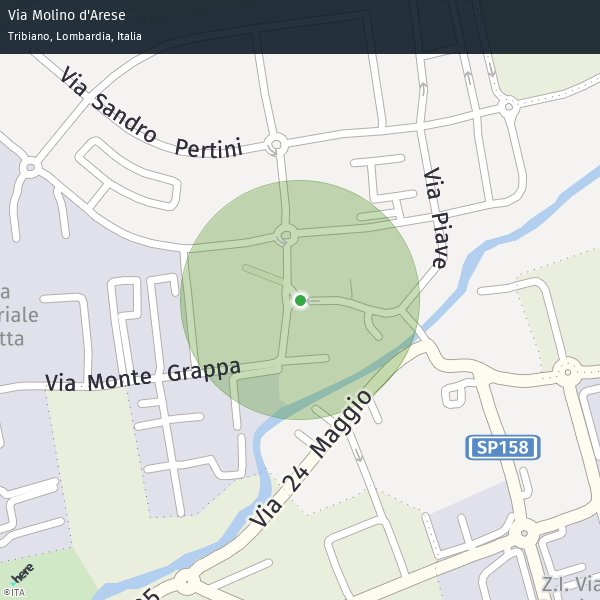 Via Molino d'Arese
Tribiano, Lombardia, Italia
Via Sandro Pertini
Via Piave
riale
tta
Via Monte Grappa
Via 24 Maggio
SP158
Z.I. Via
here
©ITA